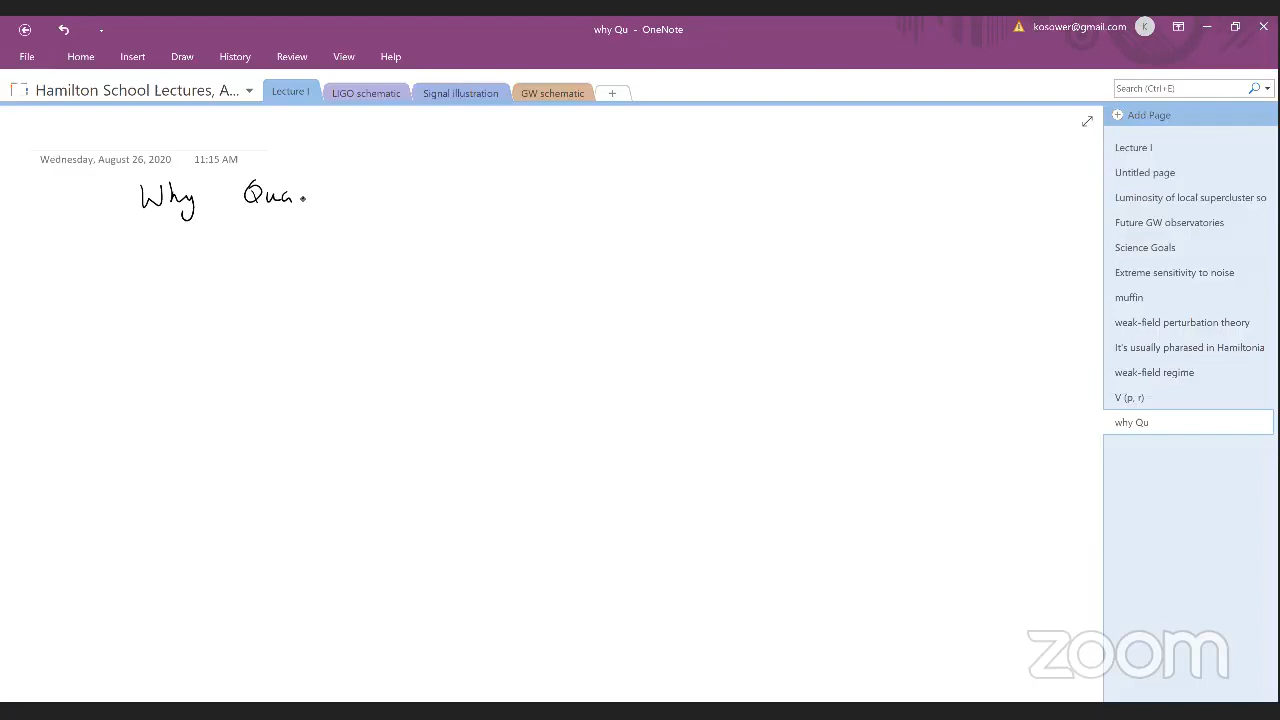 why Qu - OneNote
kosower@gmail.com K
File Home Insert Draw History Review View Help
Hamilton School Lectures, A... Lecture I LIGO schematic Signal illustration GW schematic + Search (Ctrl+E)
Add Page
Wednesday, August 26, 2020 11:15 AM
Why Qua
Lecture I
Untitled page
Luminosity of local supercluster so
Future GW observatories
Science Goals
Extreme sensitivity to noise
muffin
weak-field perturbation theory
It's usually pharased in Hamiltonia
weak-field regime
V (p, r)
why Qu
zoom